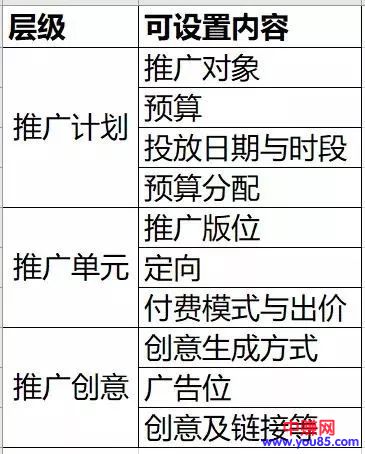 层级 可设置内容
推广计划
推广对象
预算
投放日期与时段
预算分配
推广单元
推广版位
定向
付费模式与出价
推广创意
创意生成方式
广告位
创意及链接等
中赚网
www.you85.com